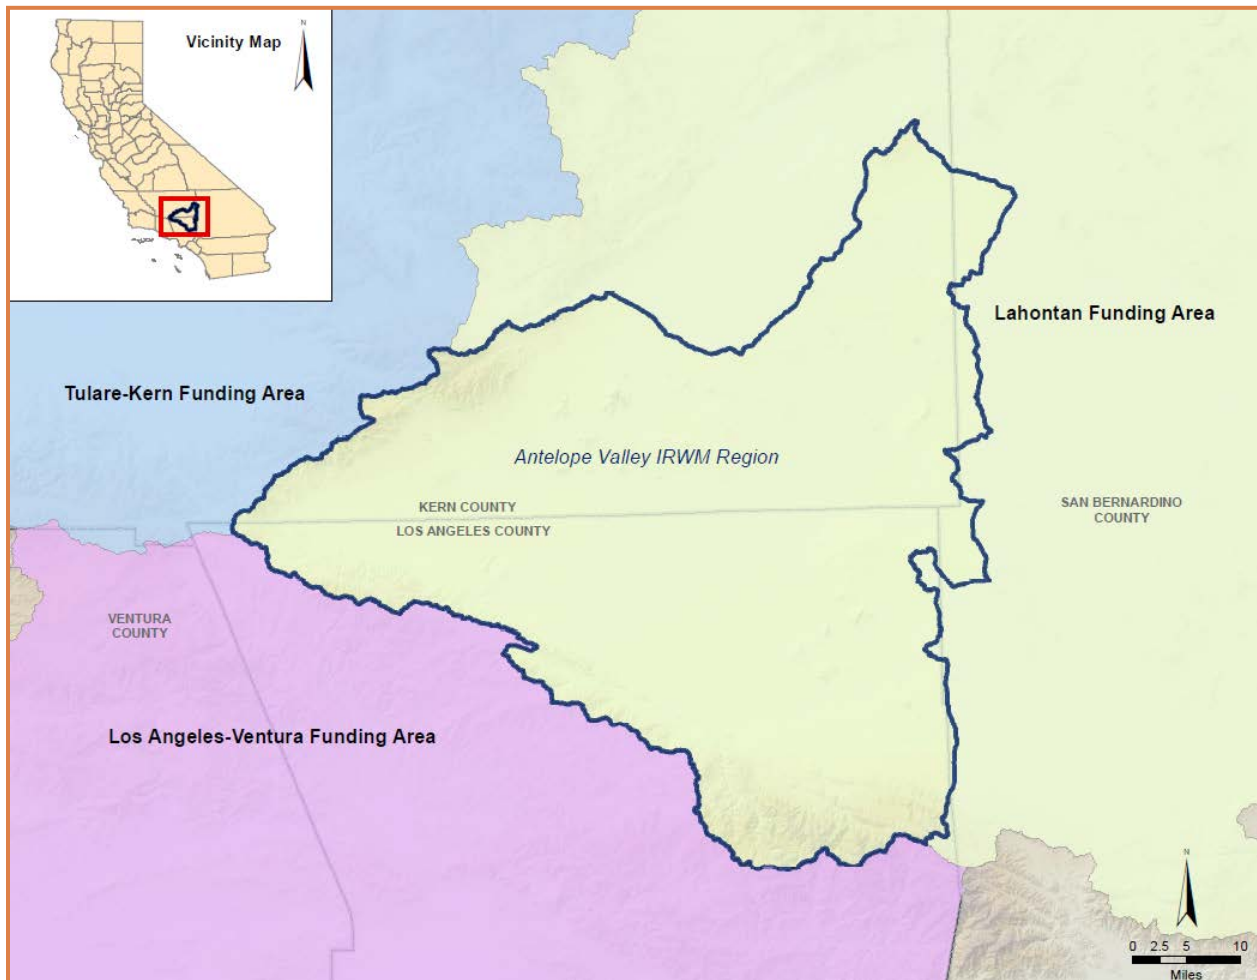 Vicinity Map
N
Lahontan Funding Area
Tulare-Kern Funding Area
Antelope Valley IRWM Region
KERN COUNTY
LOS ANGELES COUNTY
SAN BERNARDINO
COUNTY
VENTURA
COUNTY
Los Angeles-Ventura Funding Area
N
0 2.5 5 10
Miles